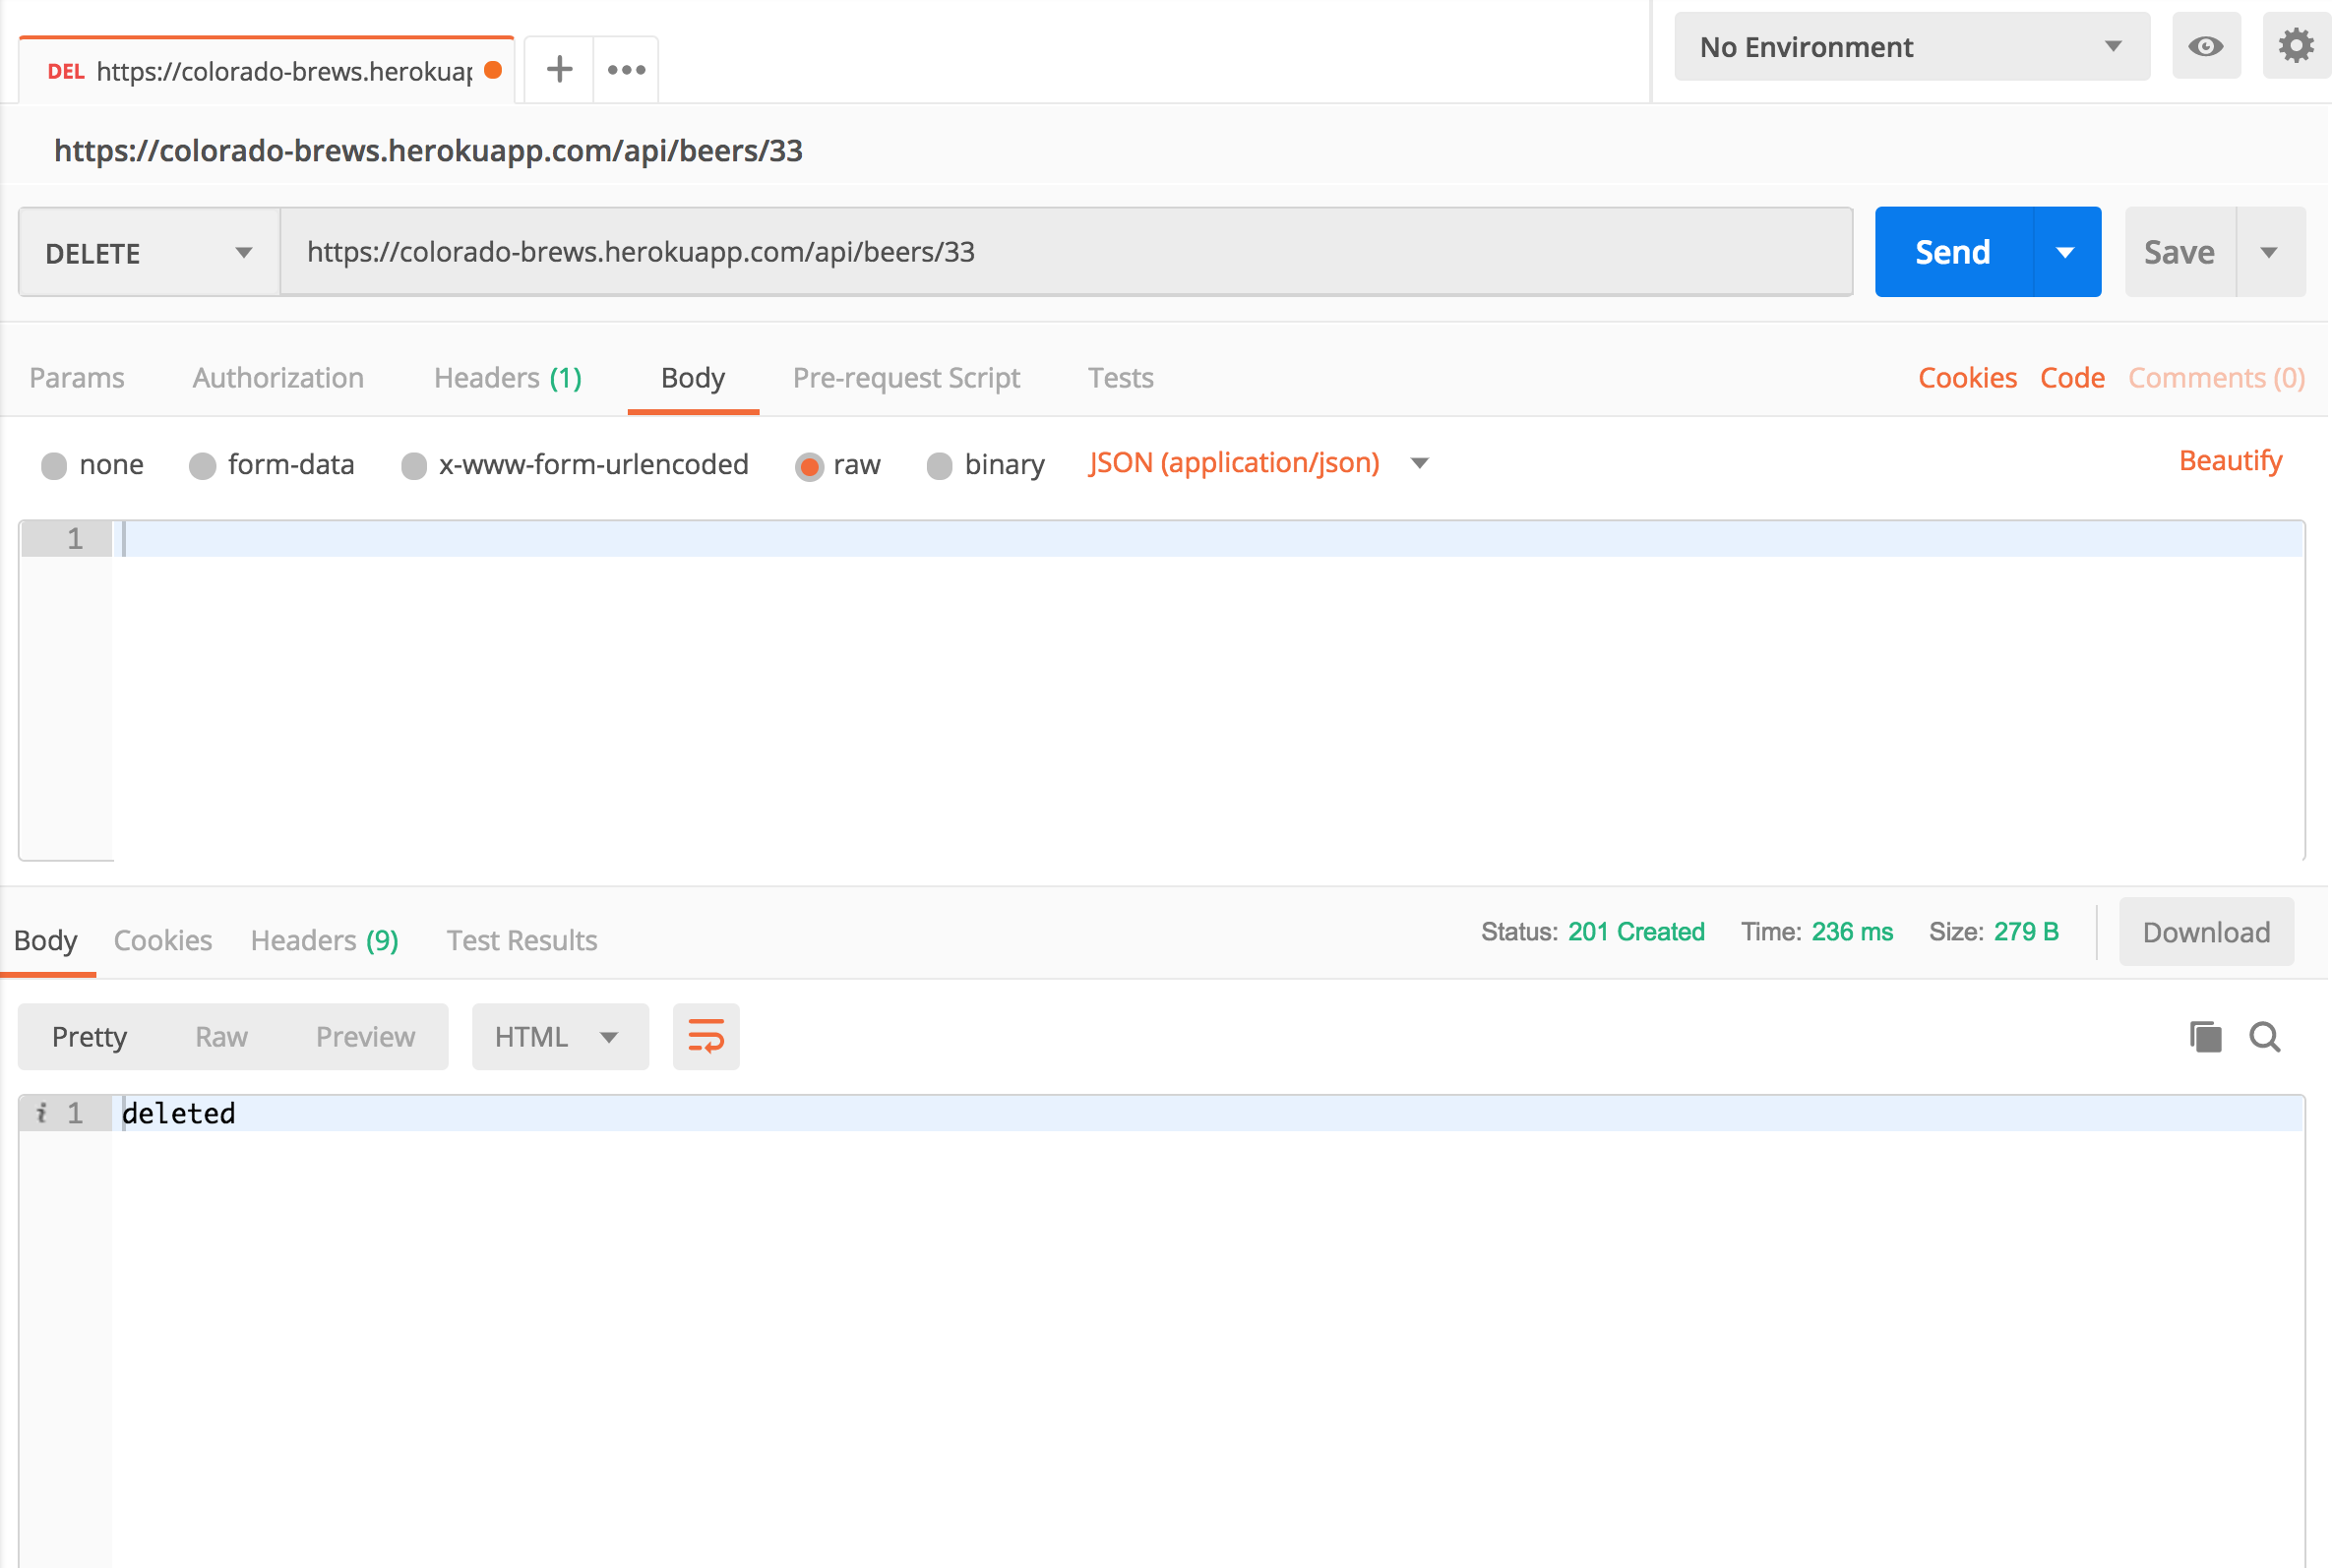 DEL https://colorado-brews.herokuap
No Environment
https://colorado-brews.herokuapp.com/api/beers/33
DELETE https://colorado-brews.herokuapp.com/api/beers/33 Send Save
Params Authorization Headers (1) Body Pre-request Script Tests Cookies Code Comments (0)
none form-data x-www-form-urlencoded raw binary JSON (application/json) Beautify
1
Body Cookies Headers (9) Test Results Status: 201 Created Time: 236 ms Size: 279 B Download
Pretty Raw Preview HTML
i 1 deleted